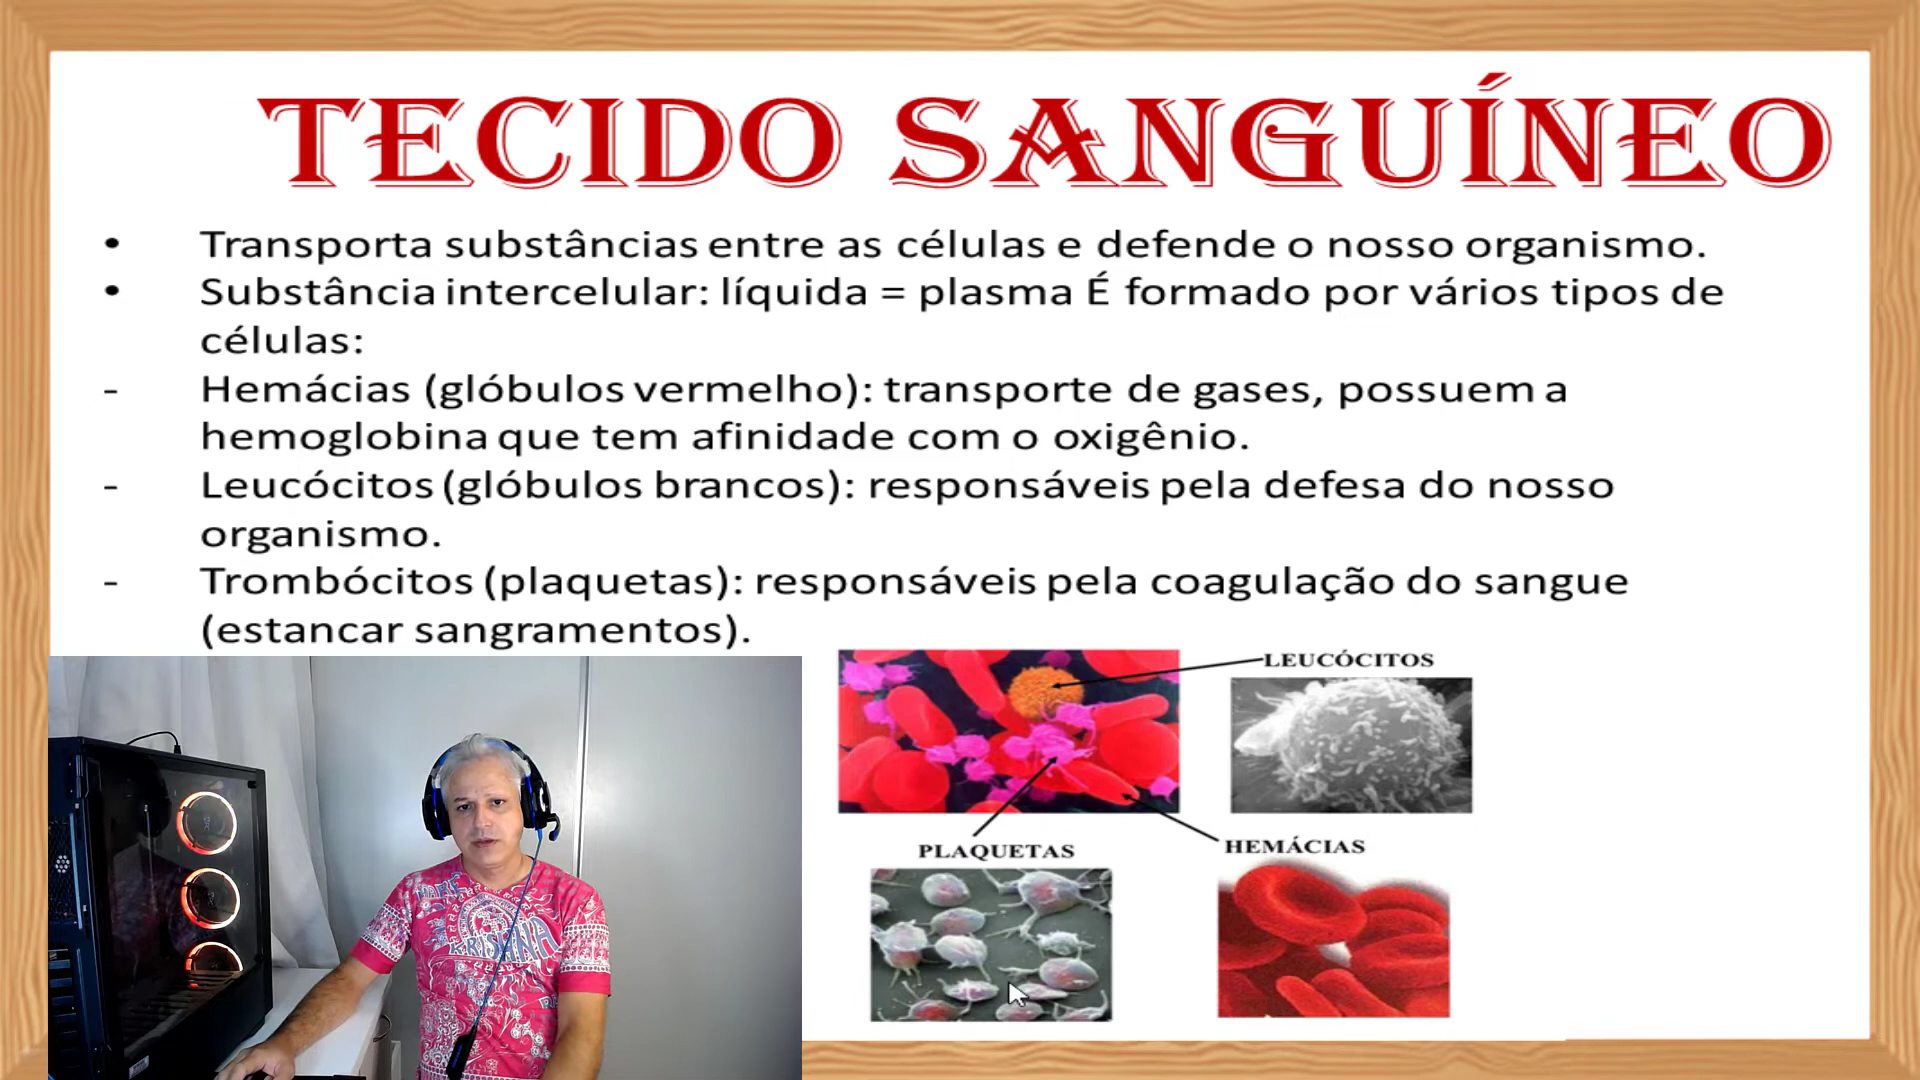 TECIDO SANGUÍNEO
• Transporta substâncias entre as células e defende o nosso organismo.
• Substância intercelular: líquida = plasma É formado por vários tipos de
células:
- Hemácias (glóbulos vermelho): transporte de gases, possuem a
hemoglobina que tem afinidade com o oxigênio.
- Leucócitos (glóbulos brancos): responsáveis pela defesa do nosso
organismo.
- Trombócitos (plaquetas): responsáveis pela coagulação do sangue
(estancar sangramentos).
LEUCÓCITOS
PLAQUETAS
HEMÁCIAS
HARE
KRISHNA